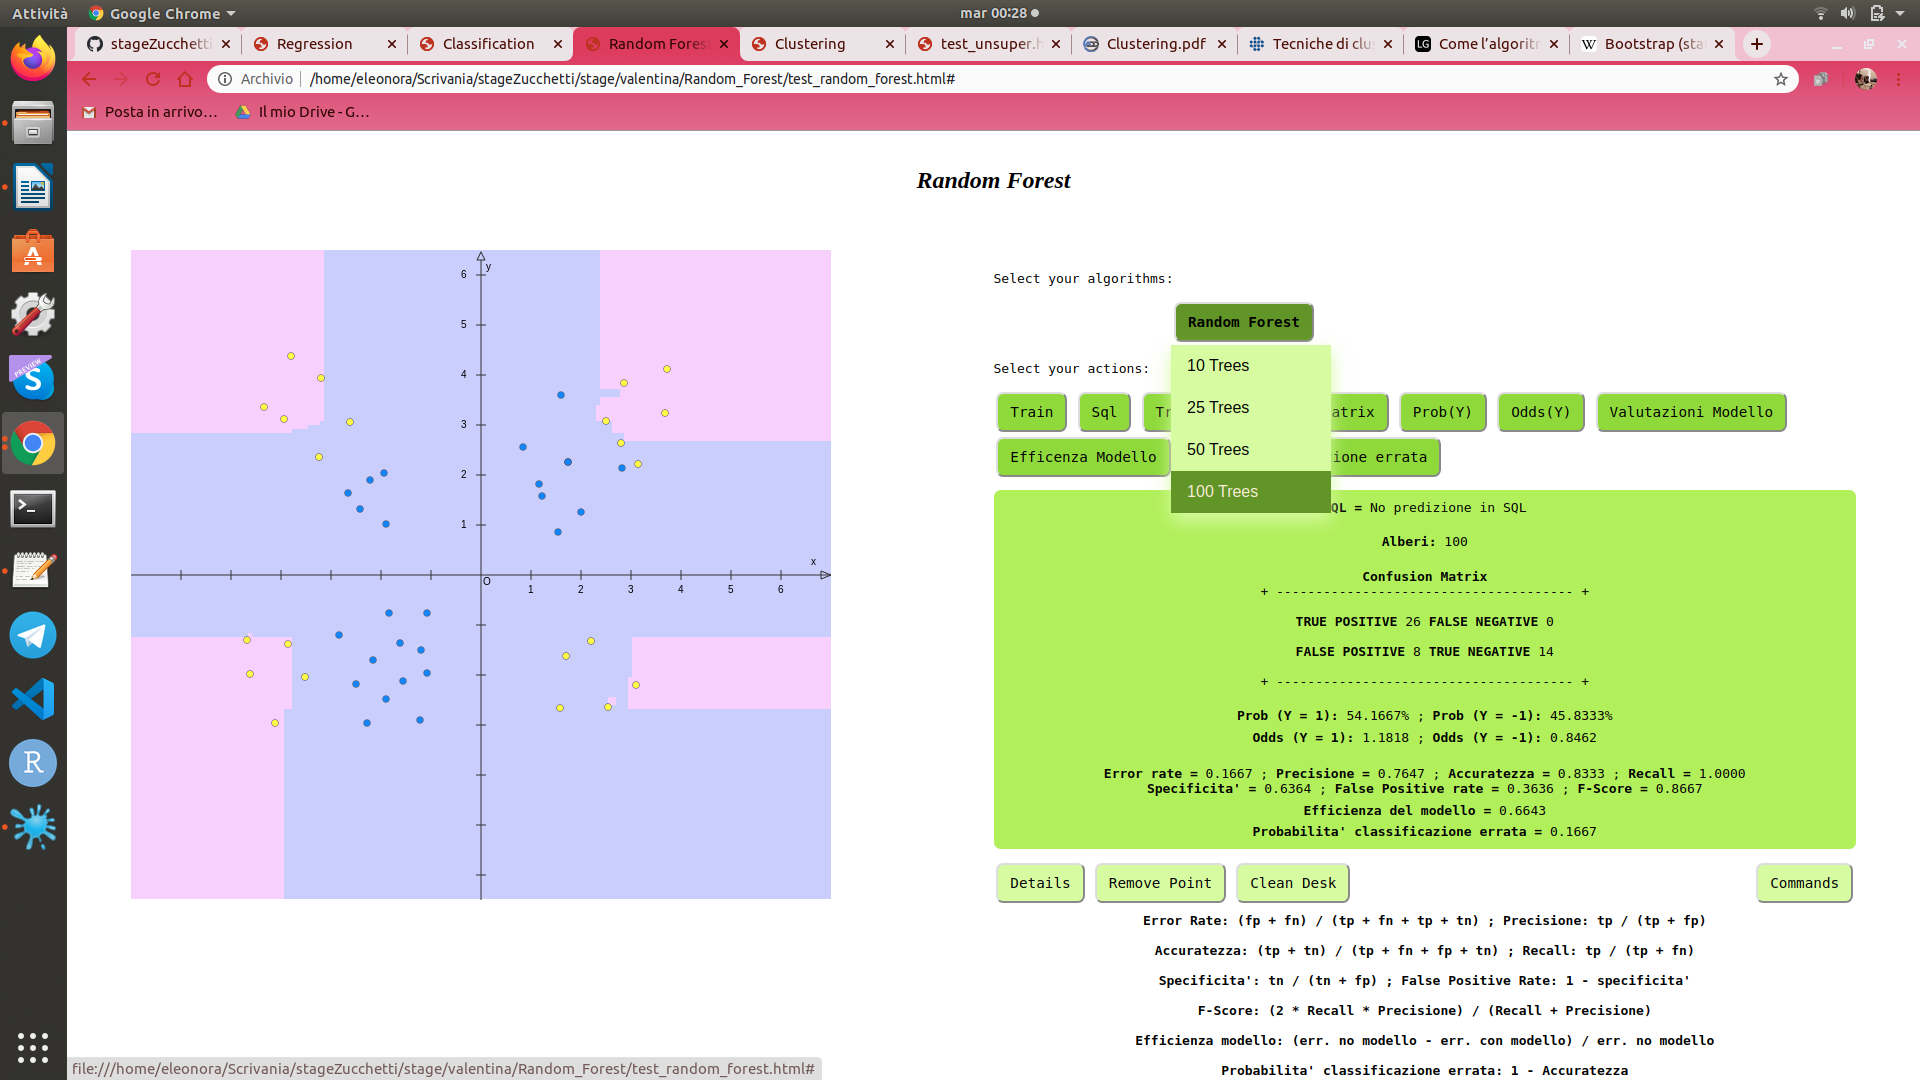 Attività Google Chrome mar 00:28
stageZucchetti Regression Classification Random Fores Clustering test_unsuper.h Clustering.pdf Tecniche di clus Come l'algoritm Bootstrap (sta
Archivio /home/eleonora/Scrivania/stageZucchetti/stage/valentina/Random_Forest/test_random_forest.html#
Posta in arrivo… Il mio Drive - G…
Random Forest
y
6
5
4
3
2
1
x
O
1 2 3 4 5 6
Select your algorithms:
Random Forest
10 Trees
25 Trees
50 Trees
100 Trees
Select your actions:
Train Sql Tr atrix Prob(Y) Odds(Y) Valutazioni Modello
Efficenza Modello ione errata
QL = No predizione in SQL
Alberi: 100
Confusion Matrix
+ -------------------------------------- +
TRUE POSITIVE 26 FALSE NEGATIVE 0
FALSE POSITIVE 8 TRUE NEGATIVE 14
+ -------------------------------------- +
Prob (Y = 1): 54.1667% ; Prob (Y = -1): 45.8333%
Odds (Y = 1): 1.1818 ; Odds (Y = -1): 0.8462
Error rate = 0.1667 ; Precisione = 0.7647 ; Accuratezza = 0.8333 ; Recall = 1.0000
Specificita' = 0.6364 ; False Positive rate = 0.3636 ; F-Score = 0.8667
Efficienza del modello = 0.6643
Probabilita' classificazione errata = 0.1667
Details Remove Point Clean Desk Commands
Error Rate: (fp + fn) / (tp + fn + tp + tn) ; Precisione: tp / (tp + fp)
Accuratezza: (tp + tn) / (tp + fn + fp + tn) ; Recall: tp / (tp + fn)
Specificita': tn / (tn + fp) ; False Positive Rate: 1 - specificita'
F-Score: (2 * Recall * Precisione) / (Recall + Precisione)
Efficienza modello: (err. no modello - err. con modello) / err. no modello
Probabilita' classificazione errata: 1 - Accuratezza
file:///home/eleonora/Scrivania/stageZucchetti/stage/valentina/Random_Forest/test_random_forest.html#